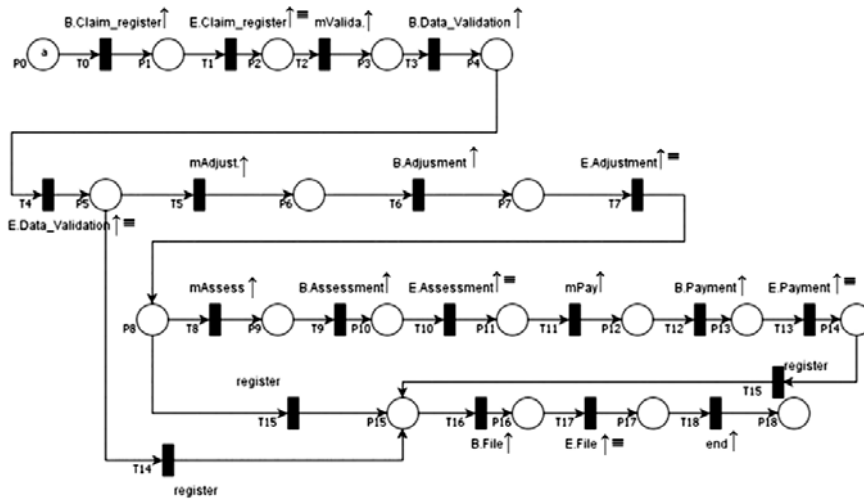 B.Claim_register↑ E.Claim_register↑≡ mValida.↑ B.Data_Validation↑
a
P0 T0 P1 T1 P2 T2 P3 T3 P4
mAdjust.↑ B.Adjusment↑ E.Adjustment↑≡
T4 P5 T5 P6 T6 P7 T7
E.Data_Validation↑≡
mAssess↑ B.Assessment↑ E.Assessment↑≡ mPay↑ B.Payment↑ E.Payment↑≡
P8 T8 P9 T9 P10 T10 P11 T11 P12 T12 P13 T13 P14
register register
T15
T15 P15 T16 P16 T17 P17 T18 P18
B.File↑ E.File↑≡ end↑
T14
register